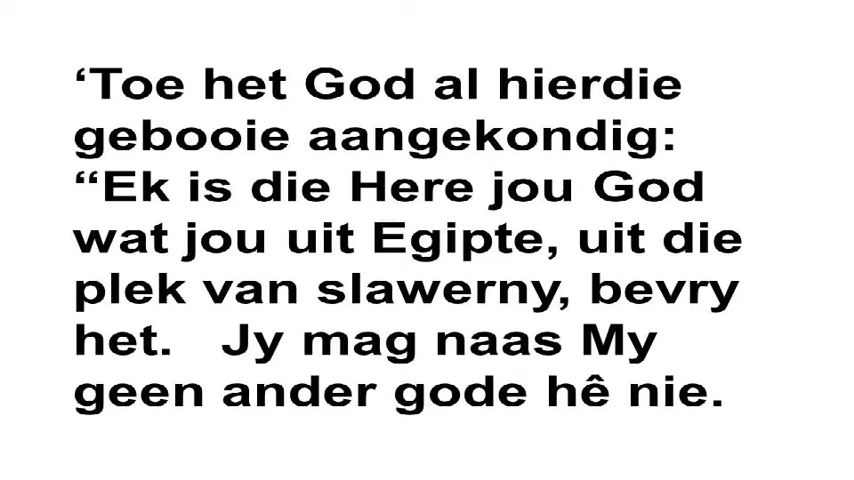 ‘Toe het God al hierdie
gebooie aangekondig:
“Ek is die Here jou God
wat jou uit Egipte, uit die
plek van slawerny, bevry
het.   Jy mag naas My
geen ander gode hê nie.